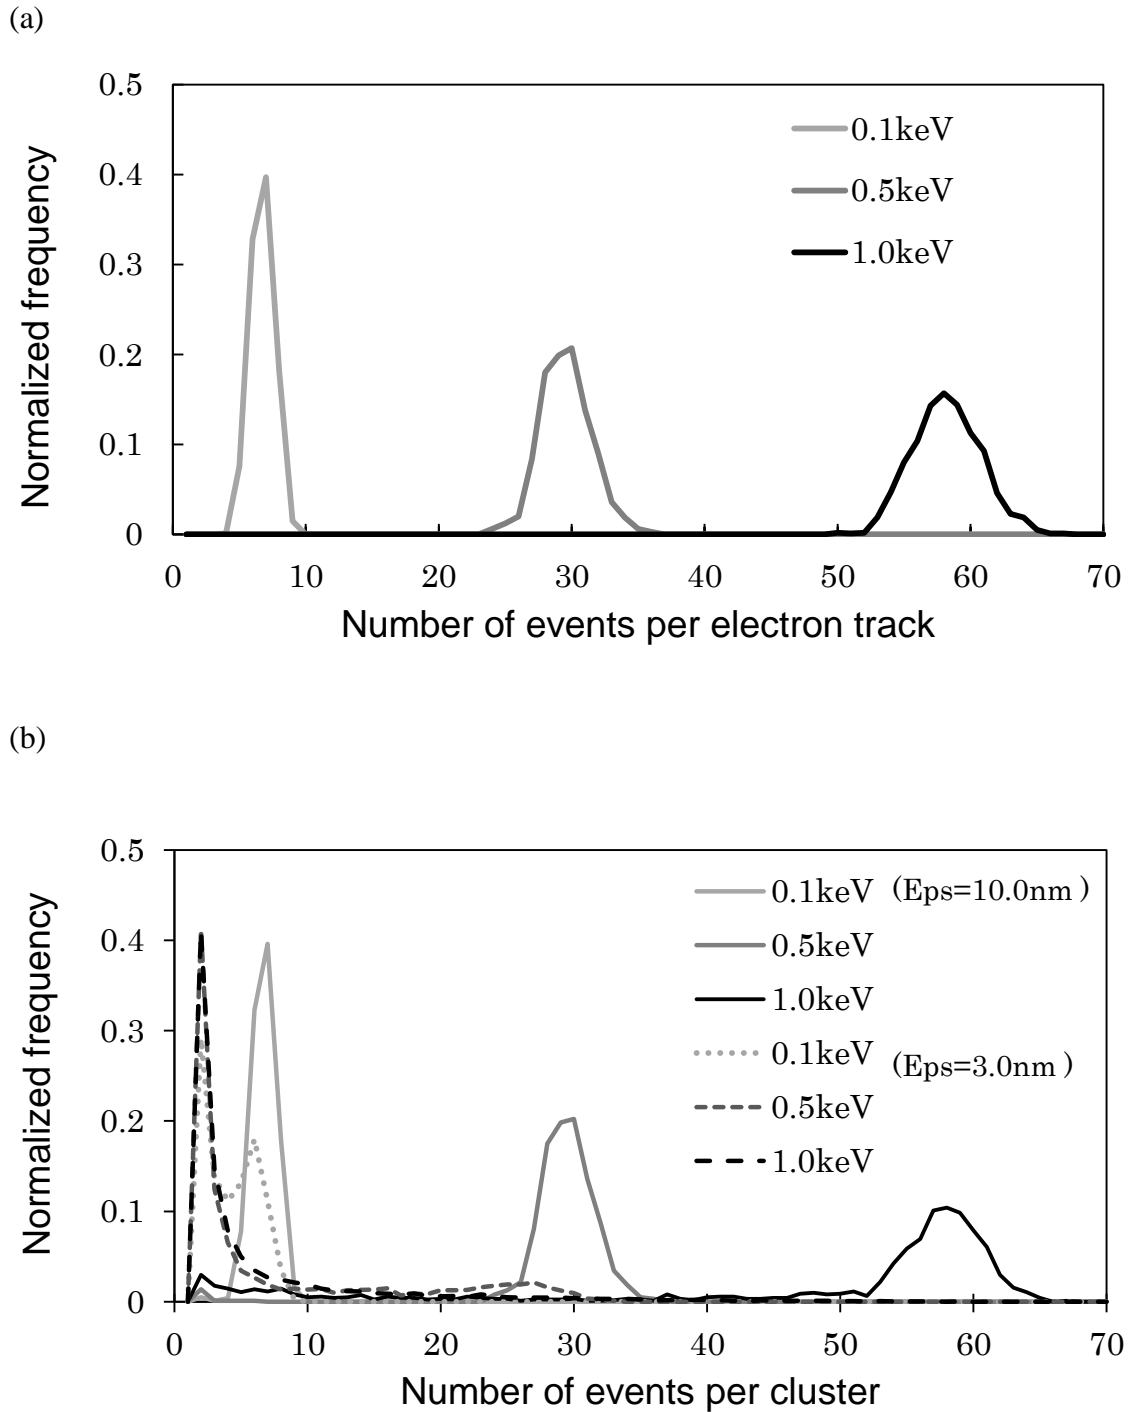 (a)
Normalized frequency
0.5
0.4
0.3
0.2
0.1
0
0.1keV
0.5keV
1.0keV
0 10 20 30 40 50 60 70
Number of events per electron track
(b)
Normalized frequency
0.5
0.4
0.3
0.2
0.1
0
0.1keV (Eps=10.0nm)
0.5keV
1.0keV
0.1keV (Eps=3.0nm)
0.5keV
1.0keV
0 10 20 30 40 50 60 70
Number of events per cluster